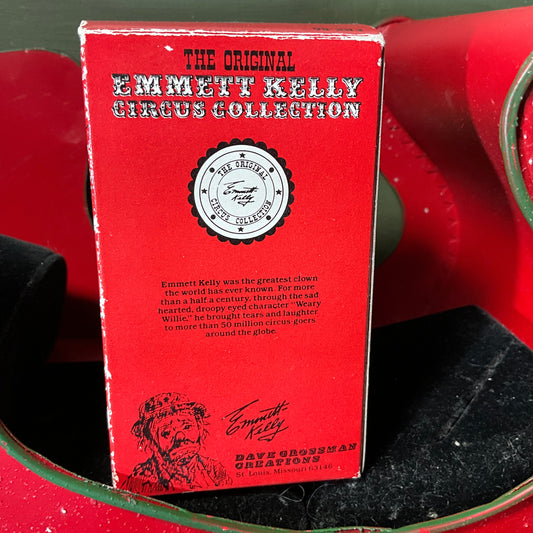 THE ORIGINAL
EMMETT KELLY
CIRCUS COLLECTION
THE ORIGINAL
Emmett
Kelly
CIRCUS COLLECTION
Emmett Kelly was the greatest clown
the world has ever known. For more
than a half a century, through the sad
hearted, droopy eyed character "Weary
Willie," he brought tears and laughter
to more than 50 million circus-goers
around the globe.
Emmett
Kelly
DAVE GROSSMAN
CREATIONS
St. Louis, Missouri 63146